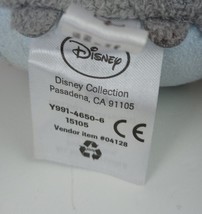 Disney
Disney Collection
Pasadena, CA 91105
Y991-4650-6
15105
Vendor Item #04128
CE